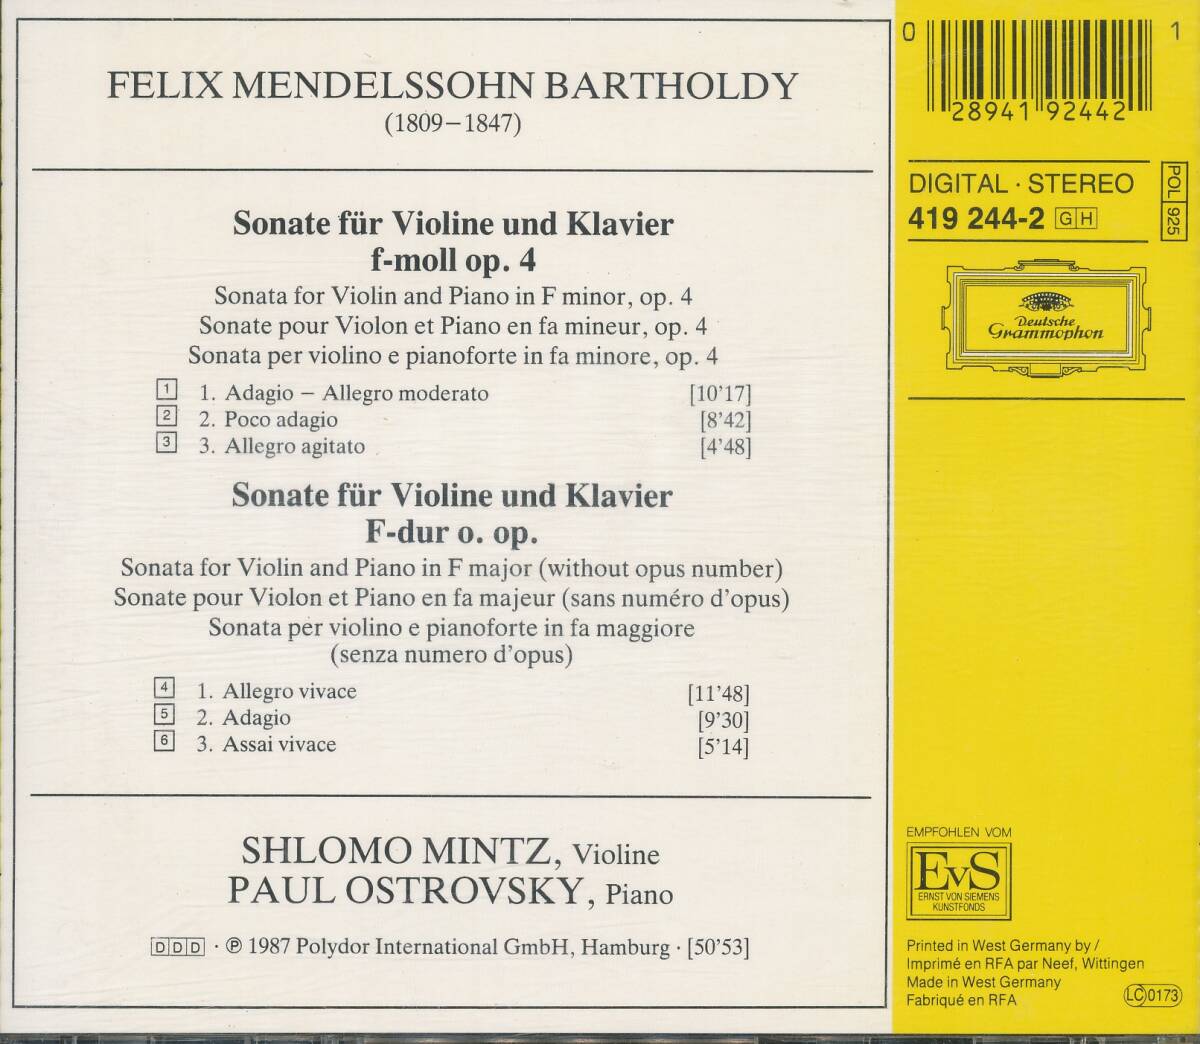 FELIX MENDELSSOHN BARTHOLDY
(1809–1847)
Sonate für Violine und Klavier
f-moll op. 4
Sonata for Violin and Piano in F minor, op. 4
Sonate pour Violon et Piano en fa mineur, op. 4
Sonata per violino e pianoforte in fa minore, op. 4
1 1. Adagio – Allegro moderato [10'17]
2 2. Poco adagio [8'42]
3 3. Allegro agitato [4'48]
Sonate für Violine und Klavier
F-dur o. op.
Sonata for Violin and Piano in F major (without opus number)
Sonate pour Violon et Piano en fa majeur (sans numéro d'opus)
Sonata per violino e pianoforte in fa maggiore
(senza numero d'opus)
4 1. Allegro vivace [11'48]
5 2. Adagio [9'30]
6 3. Assai vivace [5'14]
SHLOMO MINTZ, Violine
PAUL OSTROVSKY, Piano
DDD · ℗ 1987 Polydor International GmbH, Hamburg · [50'53]
0 28941 92442 1
DIGITAL · STEREO
419 244-2 GH
POL 925
Deutsche
Grammophon
EMPFOHLEN VOM
EVS
ERNST VON SIEMENS
KUNSTFONDS
Printed in West Germany by /
Imprimé en RFA par Neef, Wittingen
Made in West Germany
Fabriqué en RFA
LC 0173